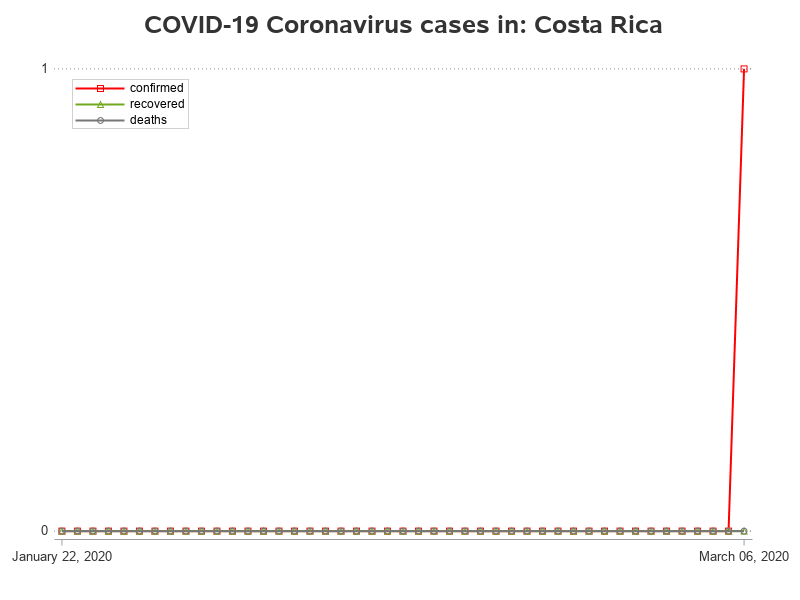 COVID-19 Coronavirus cases in: Costa Rica
1
confirmed
recovered
deaths
0
January 22, 2020
March 06, 2020